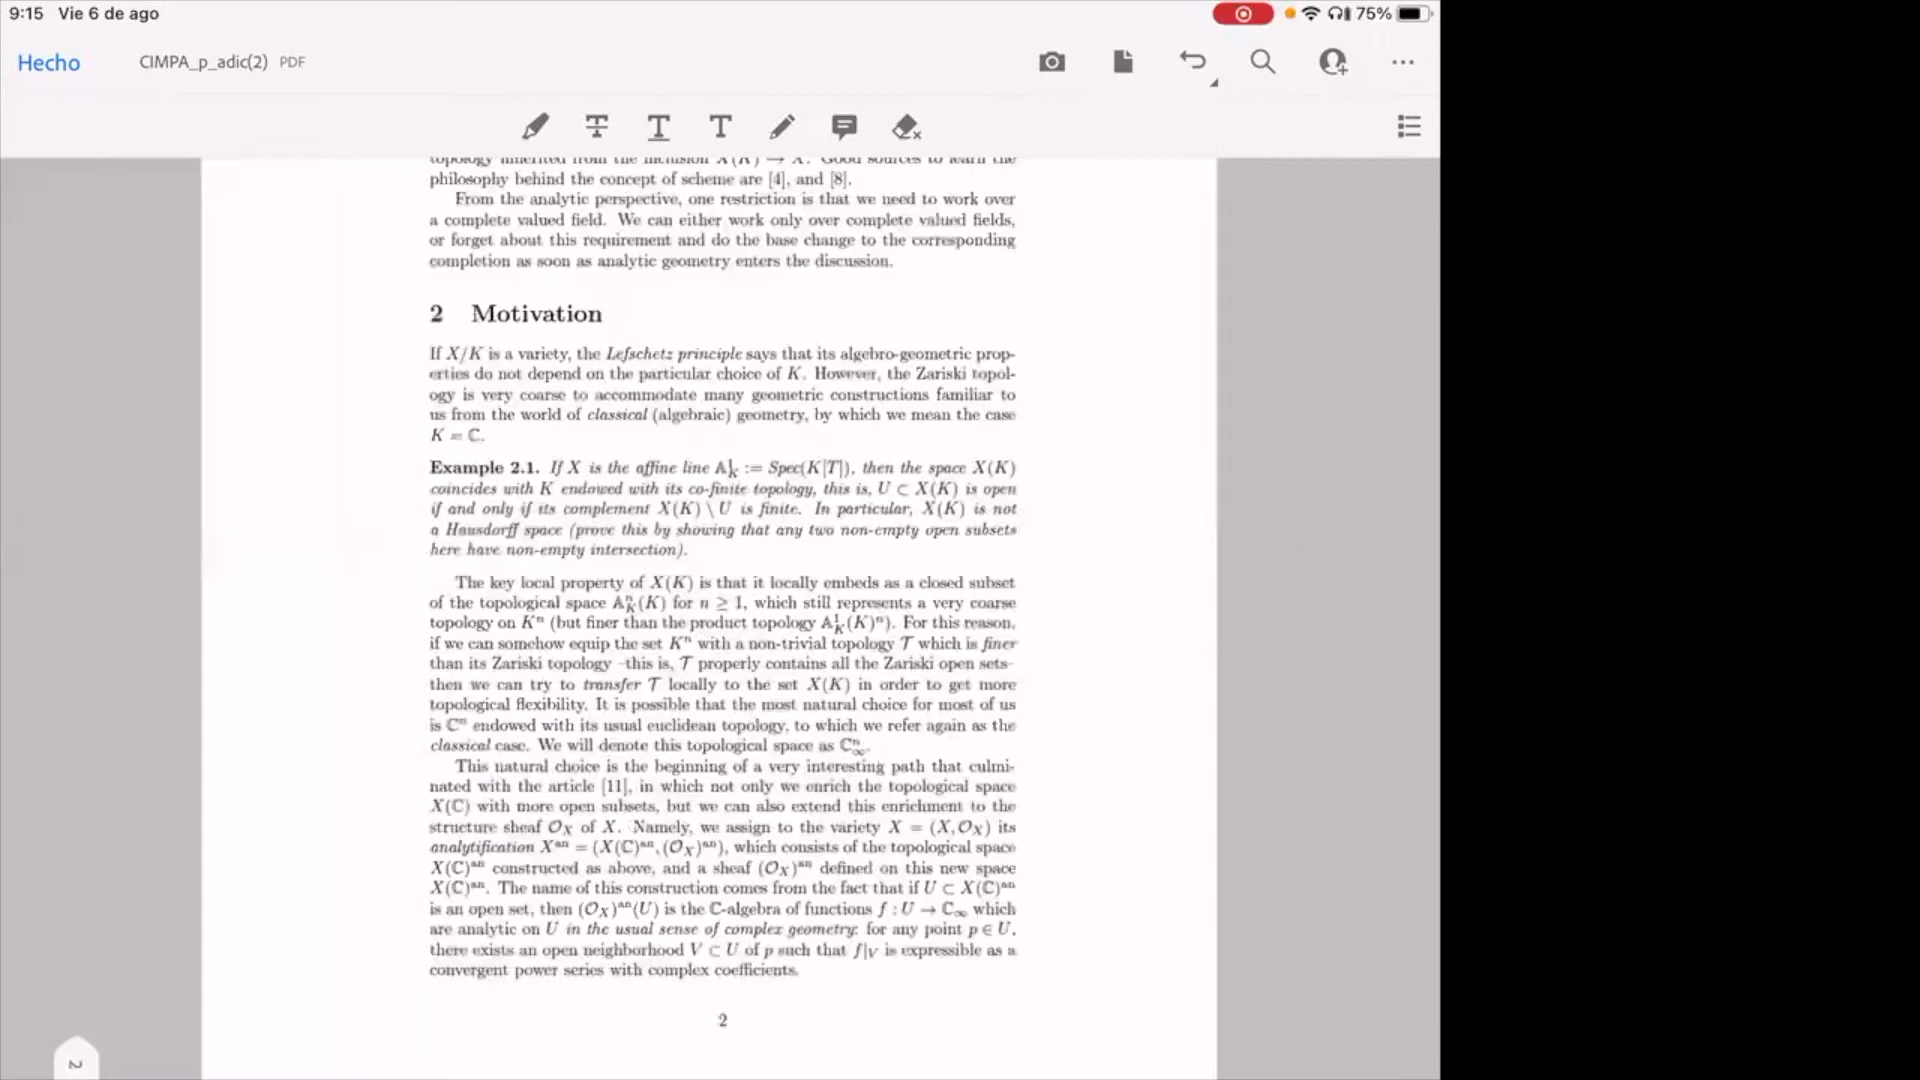 9:15 Vie 6 de ago 75%
Hecho CIMPA_p_adic(2) PDF
topology inherited from the inclusion X(K) → X. Good sources to learn the
philosophy behind the concept of scheme are [4], and [8].
From the analytic perspective, one restriction is that we need to work over
a complete valued field. We can either work only over complete valued fields,
or forget about this requirement and do the base change to the corresponding
completion as soon as analytic geometry enters the discussion.
2 Motivation
If X/K is a variety, the Lefschetz principle says that its algebro-geometric prop-
erties do not depend on the particular choice of K. However, the Zariski topol-
ogy is very coarse to accommodate many geometric constructions familiar to
us from the world of classical (algebraic) geometry, by which we mean the case
K = ℂ.
Example 2.1. If X is the affine line 𝔸¹_K := Spec(K[T]), then the space X(K)
coincides with K endowed with its co-finite topology, this is, U ⊂ X(K) is open
if and only if its complement X(K) \ U is finite. In particular, X(K) is not
a Hausdorff space (prove this by showing that any two non-empty open subsets
here have non-empty intersection).
The key local property of X(K) is that it locally embeds as a closed subset
of the topological space 𝔸ⁿ_K(K) for n ≥ 1, which still represents a very coarse
topology on Kⁿ (but finer than the product topology 𝔸¹_K(K)ⁿ). For this reason,
if we can somehow equip the set Kⁿ with a non-trivial topology 𝒯 which is finer
than its Zariski topology –this is, 𝒯 properly contains all the Zariski open sets–
then we can try to transfer 𝒯 locally to the set X(K) in order to get more
topological flexibility. It is possible that the most natural choice for most of us
is ℂⁿ endowed with its usual euclidean topology, to which we refer again as the
classical case. We will denote this topological space as ℂⁿ_∞.
This natural choice is the beginning of a very interesting path that culmi-
nated with the article [11], in which not only we enrich the topological space
X(ℂ) with more open subsets, but we can also extend this enrichment to the
structure sheaf 𝒪_X of X. Namely, we assign to the variety X = (X, 𝒪_X) its
analytification X^an = (X(ℂ)^an, (𝒪_X)^an), which consists of the topological space
X(ℂ)^an constructed as above, and a sheaf (𝒪_X)^an defined on this new space
X(ℂ)^an. The name of this construction comes from the fact that if U ⊂ X(ℂ)^an
is an open set, then (𝒪_X)^an(U) is the ℂ-algebra of functions f : U → ℂ_∞ which
are analytic on U in the usual sense of complex geometry: for any point p ∈ U,
there exists an open neighborhood V ⊂ U of p such that f|_V is expressible as a
convergent power series with complex coefficients.
2
2